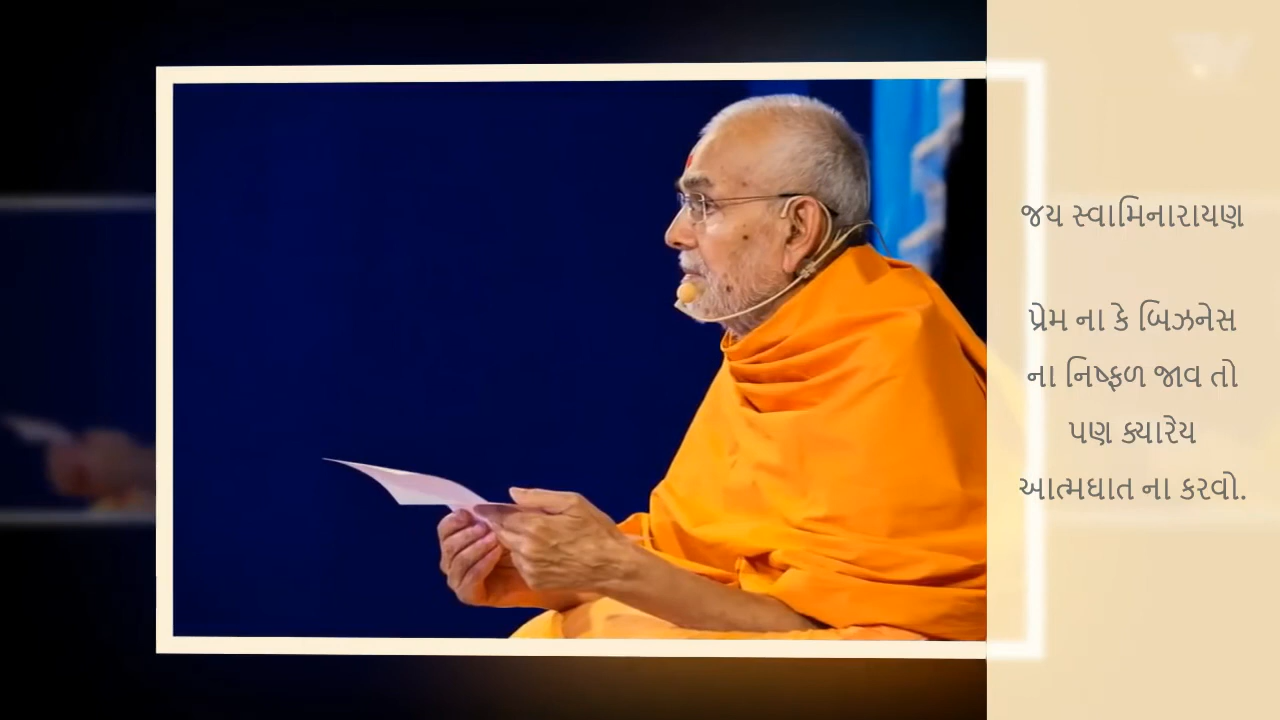 જય સ્વામિનારાયણ
પ્રેમ ના કે બિઝનેસ
ના નિષ્ફળ જાવ તો
પણ ક્યારેય
આત્મઘાત ના કરવો.